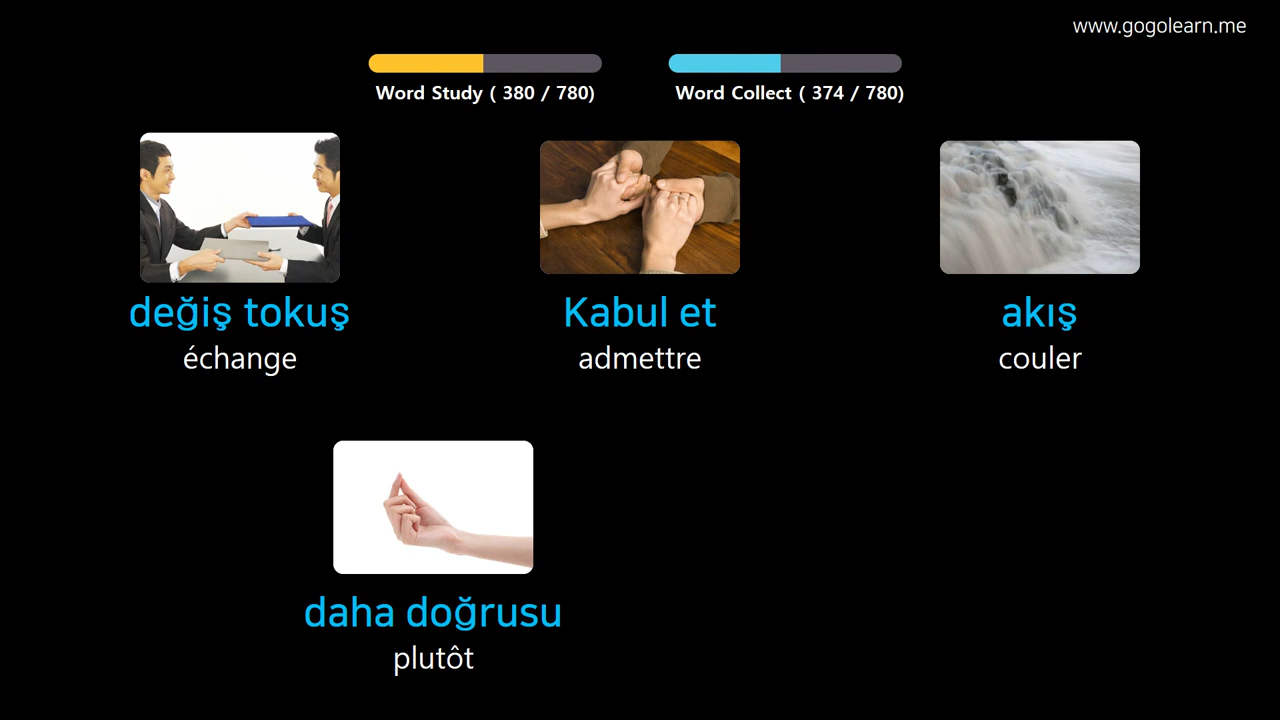 www.gogolearn.me
Word Study ( 380 / 780)
Word Collect ( 374 / 780)
değiş tokuş
échange
Kabul et
admettre
akış
couler
daha doğrusu
plutôt